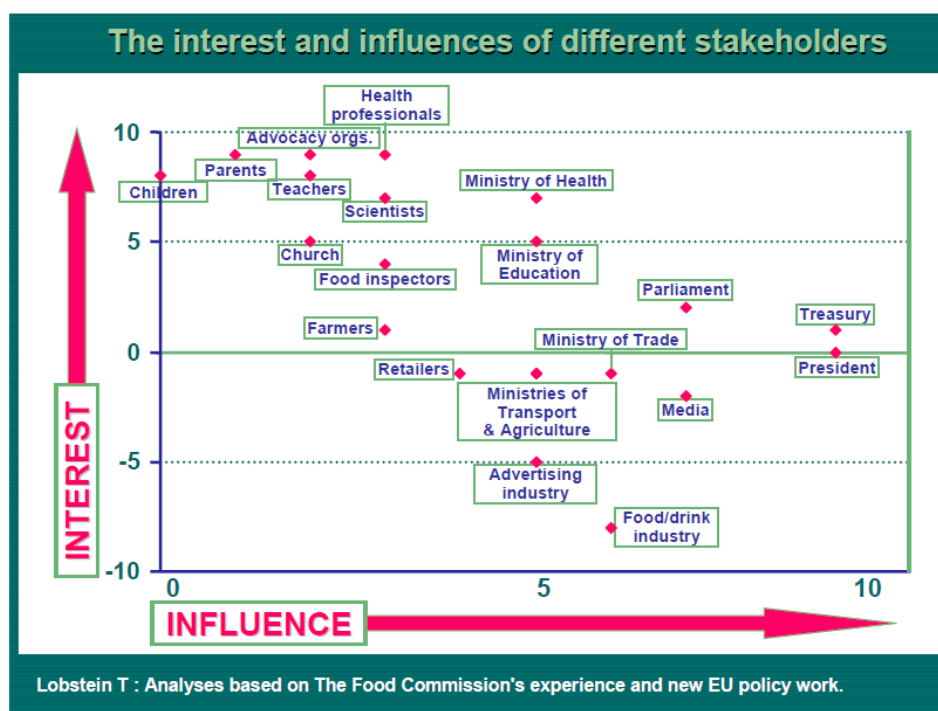 The interest and influences of different stakeholders
Health
professionals
10
Advocacy orgs.
Parents
Children
Teachers
Ministry of Health
Scientists
5
Church
Ministry of
Education
Food inspectors
Parliament
Treasury
Farmers
Ministry of Trade
0
Retailers
President
Ministries of
Transport
& Agriculture
Media
-5
Advertising
industry
Food/drink
industry
-10
INTEREST
0
5
10
INFLUENCE
Lobstein T : Analyses based on The Food Commission's experience and new EU policy work.